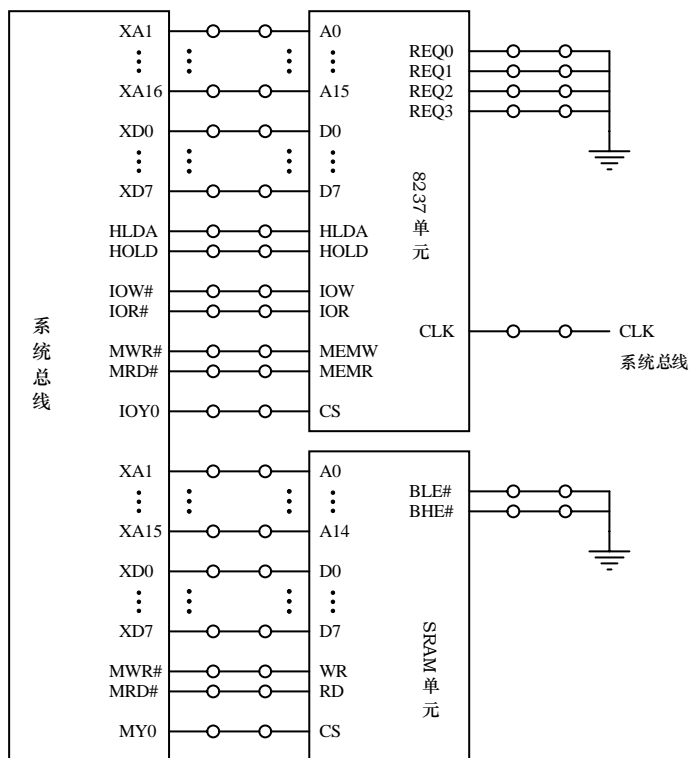 系统总线
XA1
A0
XA16
A15
XD0
D0
XD7
D7
HLDA
HLDA
HOLD
HOLD
IOW#
IOW
IOR#
IOR
MWR#
MEMW
MRD#
MEMR
IOY0
CS
8237单元
REQ0
REQ1
REQ2
REQ3
CLK
CLK
系统总线
XA1
A0
XA15
A14
XD0
D0
XD7
D7
MWR#
WR
MRD#
RD
MY0
CS
SRAM单元
BLE#
BHE#